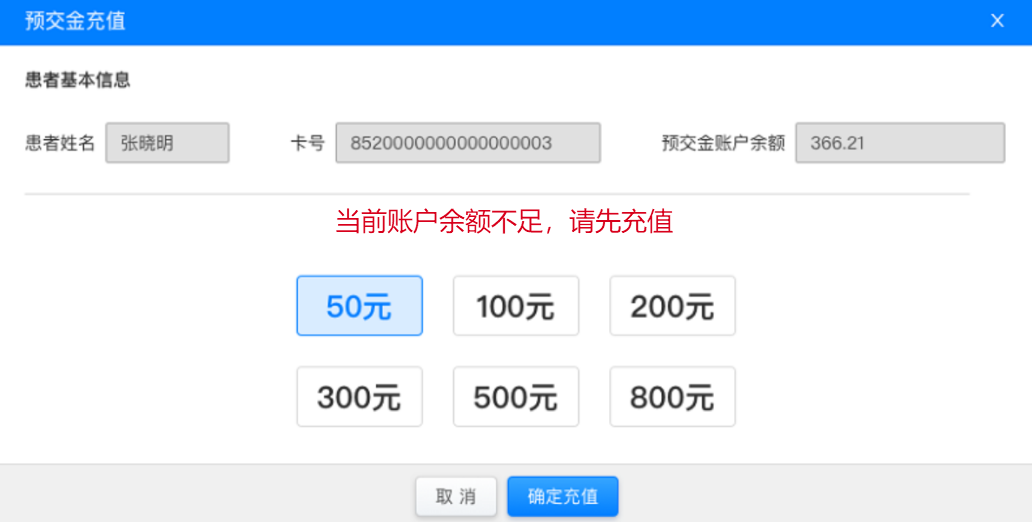 预交金充值 X
患者基本信息
患者姓名 张晓明 卡号 8520000000000000003 预交金账户余额 366.21
当前账户余额不足，请先充值
50元 100元 200元
300元 500元 800元
取 消 确定充值